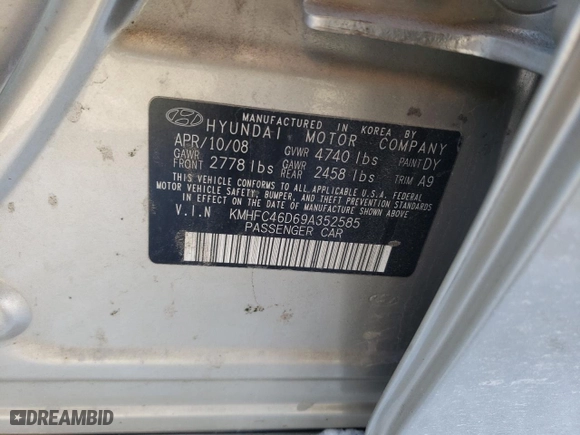 MANUFACTURED IN KOREA BY
HYUNDAI MOTOR COMPANY
APR/10/08 GVWR 4740 lbs PAINT DY
GAWR FRONT 2778 lbs GAWR REAR 2458 lbs TRIM A9
THIS VEHICLE CONFORMS TO ALL APPLICABLE U.S.A. FEDERAL
MOTOR VEHICLE SAFETY, BUMPER, AND THEFT PREVENTION STANDARDS
IN EFFECT ON THE DATE OF MANUFACTURE SHOWN ABOVE.
V.I.N KMHFC46D69A352585
PASSENGER CAR
DREAMBID